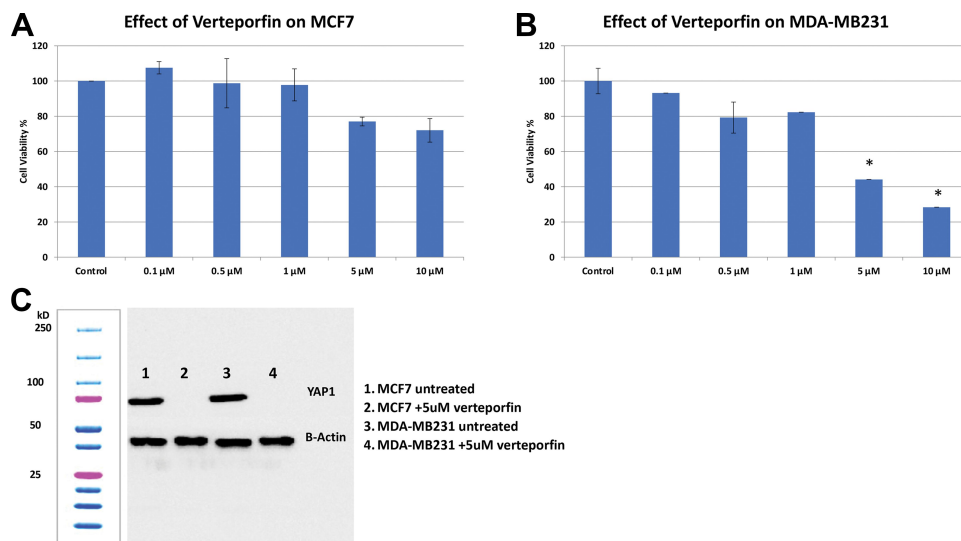 A
Effect of Verteporfin on MCF7
120
100
80
60
40
20
0
Cell Viability %
Control
0.1 µM
0.5 µM
1 µM
5 µM
10 µM
B
Effect of Verteporfin on MDA-MB231
120
100
80
60
40
20
0
Cell Viability %
*
*
Control
0.1 µM
0.5 µM
1 µM
5 µM
10 µM
C
kD
250
100
50
25
1 2 3 4
YAP1
B-Actin
1. MCF7 untreated
2. MCF7 +5uM verteporfin
3. MDA-MB231 untreated
4. MDA-MB231 +5uM verteporfin